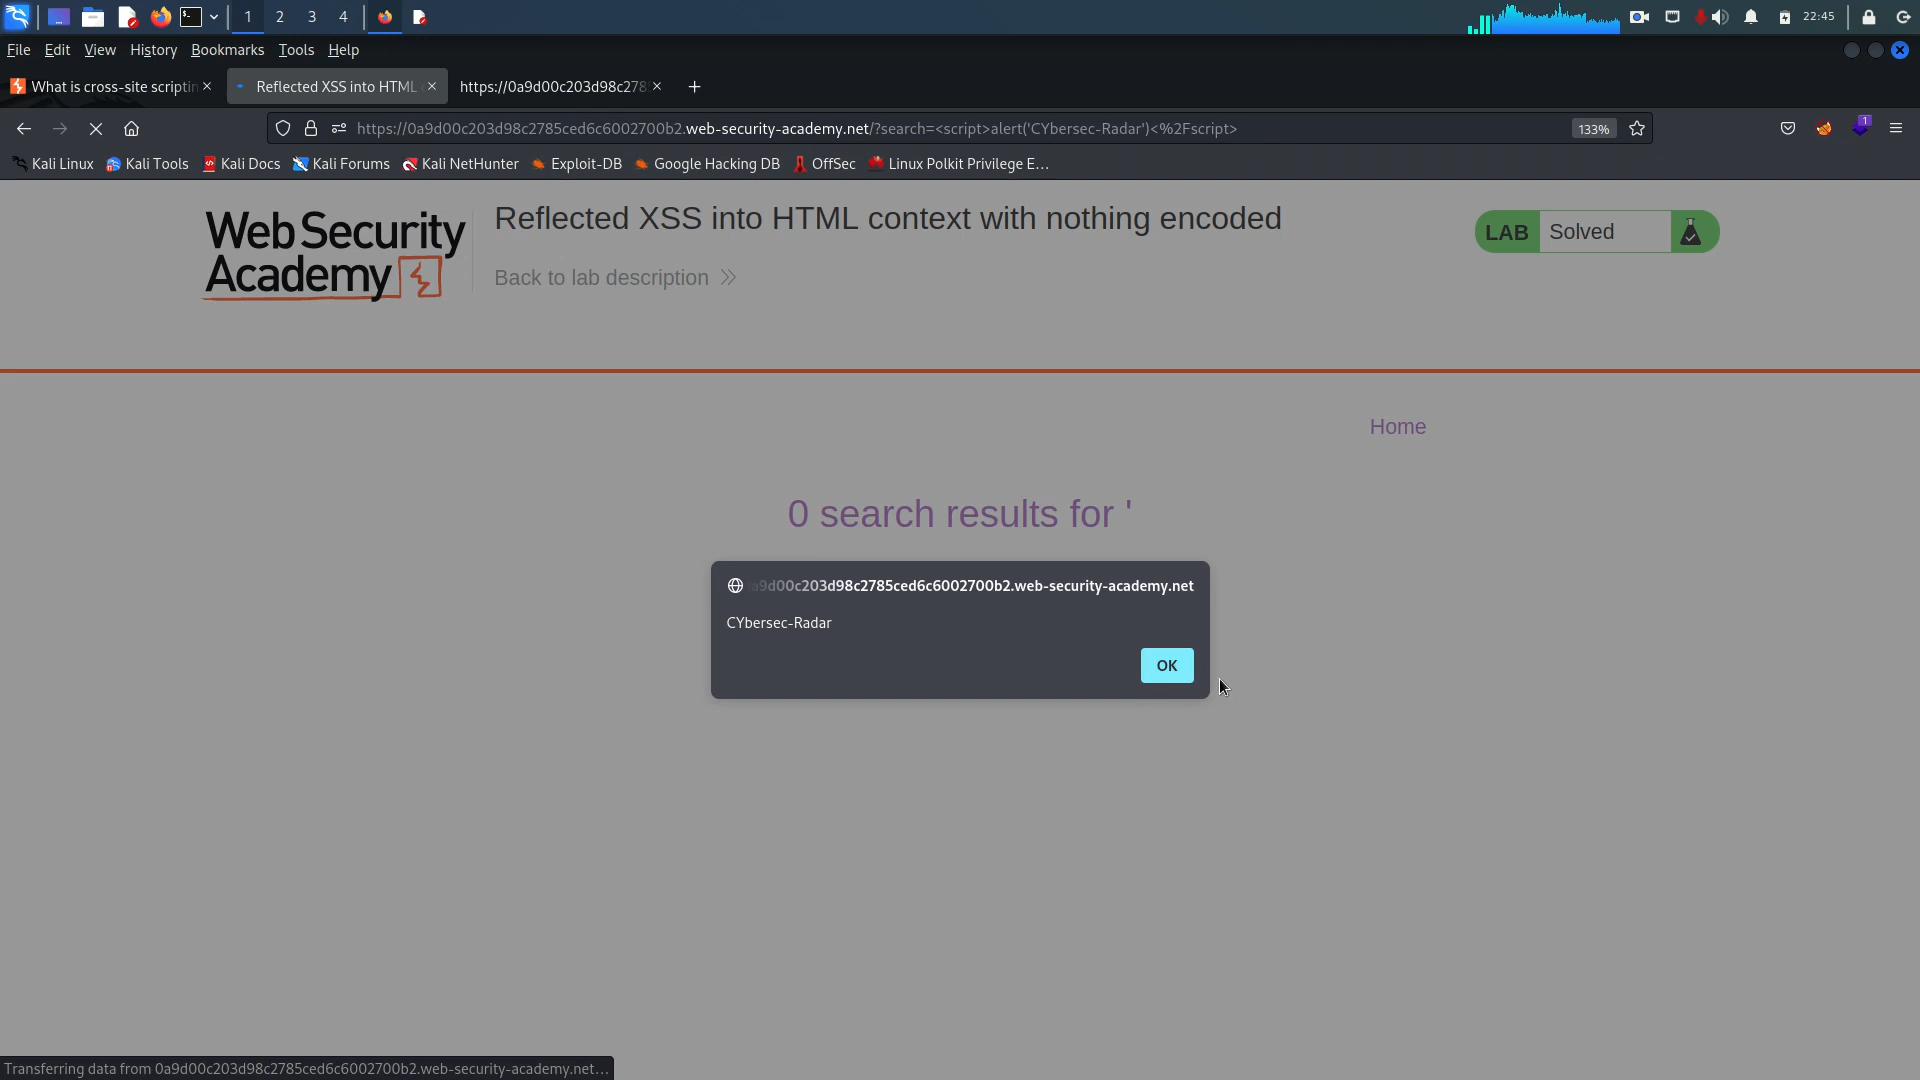 1 2 3 4 22:45
File Edit View History Bookmarks Tools Help
What is cross-site scriptin Reflected XSS into HTML https://0a9d00c203d98c278
https://0a9d00c203d98c2785ced6c6002700b2.web-security-academy.net/?search=<script>alert('CYbersec-Radar')<%2Fscript> 133% 1
Kali Linux Kali Tools Kali Docs Kali Forums Kali NetHunter Exploit-DB Google Hacking DB OffSec Linux Polkit Privilege E…
WebSecurity
Academy
Reflected XSS into HTML context with nothing encoded
Back to lab description
LAB Solved
Home
0 search results for '
a9d00c203d98c2785ced6c6002700b2.web-security-academy.net
CYbersec-Radar
OK
Transferring data from 0a9d00c203d98c2785ced6c6002700b2.web-security-academy.net…